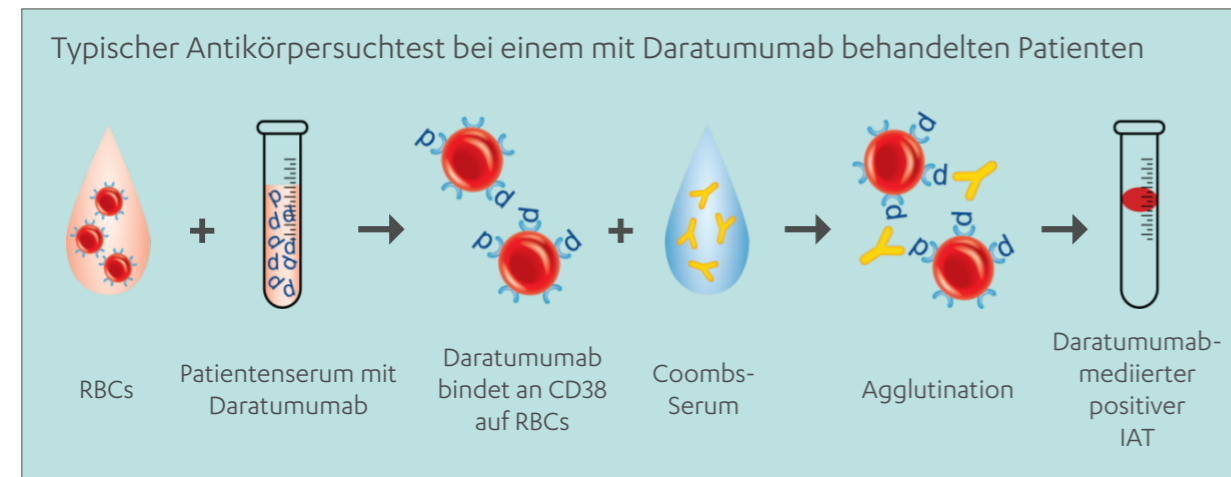 Typischer Antikörpersuchtest bei einem mit Daratumumab behandelten Patienten
+
+
RBCs
Patientenserum mit
Daratumumab
Daratumumab
bindet an CD38
auf RBCs
Coombs-
Serum
Agglutination
Daratumumab-
mediierter
positiver
IAT